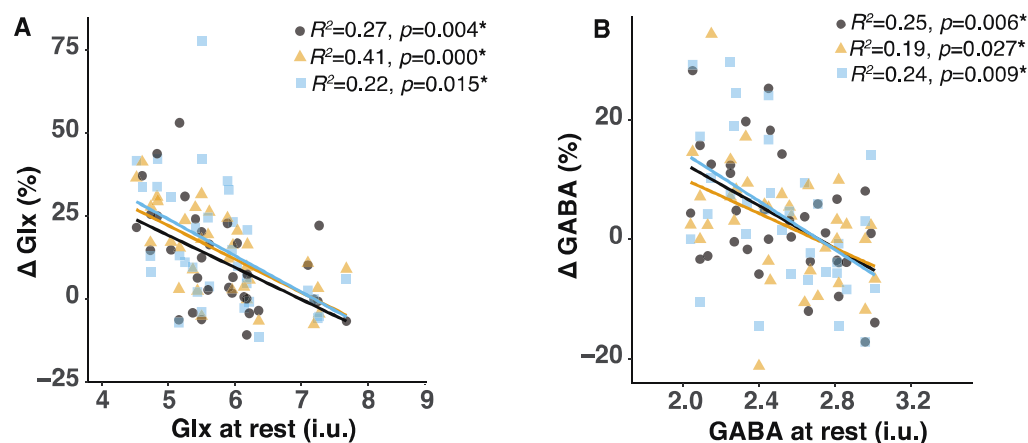 A
R²=0.27, p=0.004*
R²=0.41, p=0.000*
R²=0.22, p=0.015*
75
50
25
0
−25
Δ Glx (%)
4 5 6 7 8 9
Glx at rest (i.u.)
B
R²=0.25, p=0.006*
R²=0.19, p=0.027*
R²=0.24, p=0.009*
20
0
−20
Δ GABA (%)
2.0 2.4 2.8 3.2
GABA at rest (i.u.)